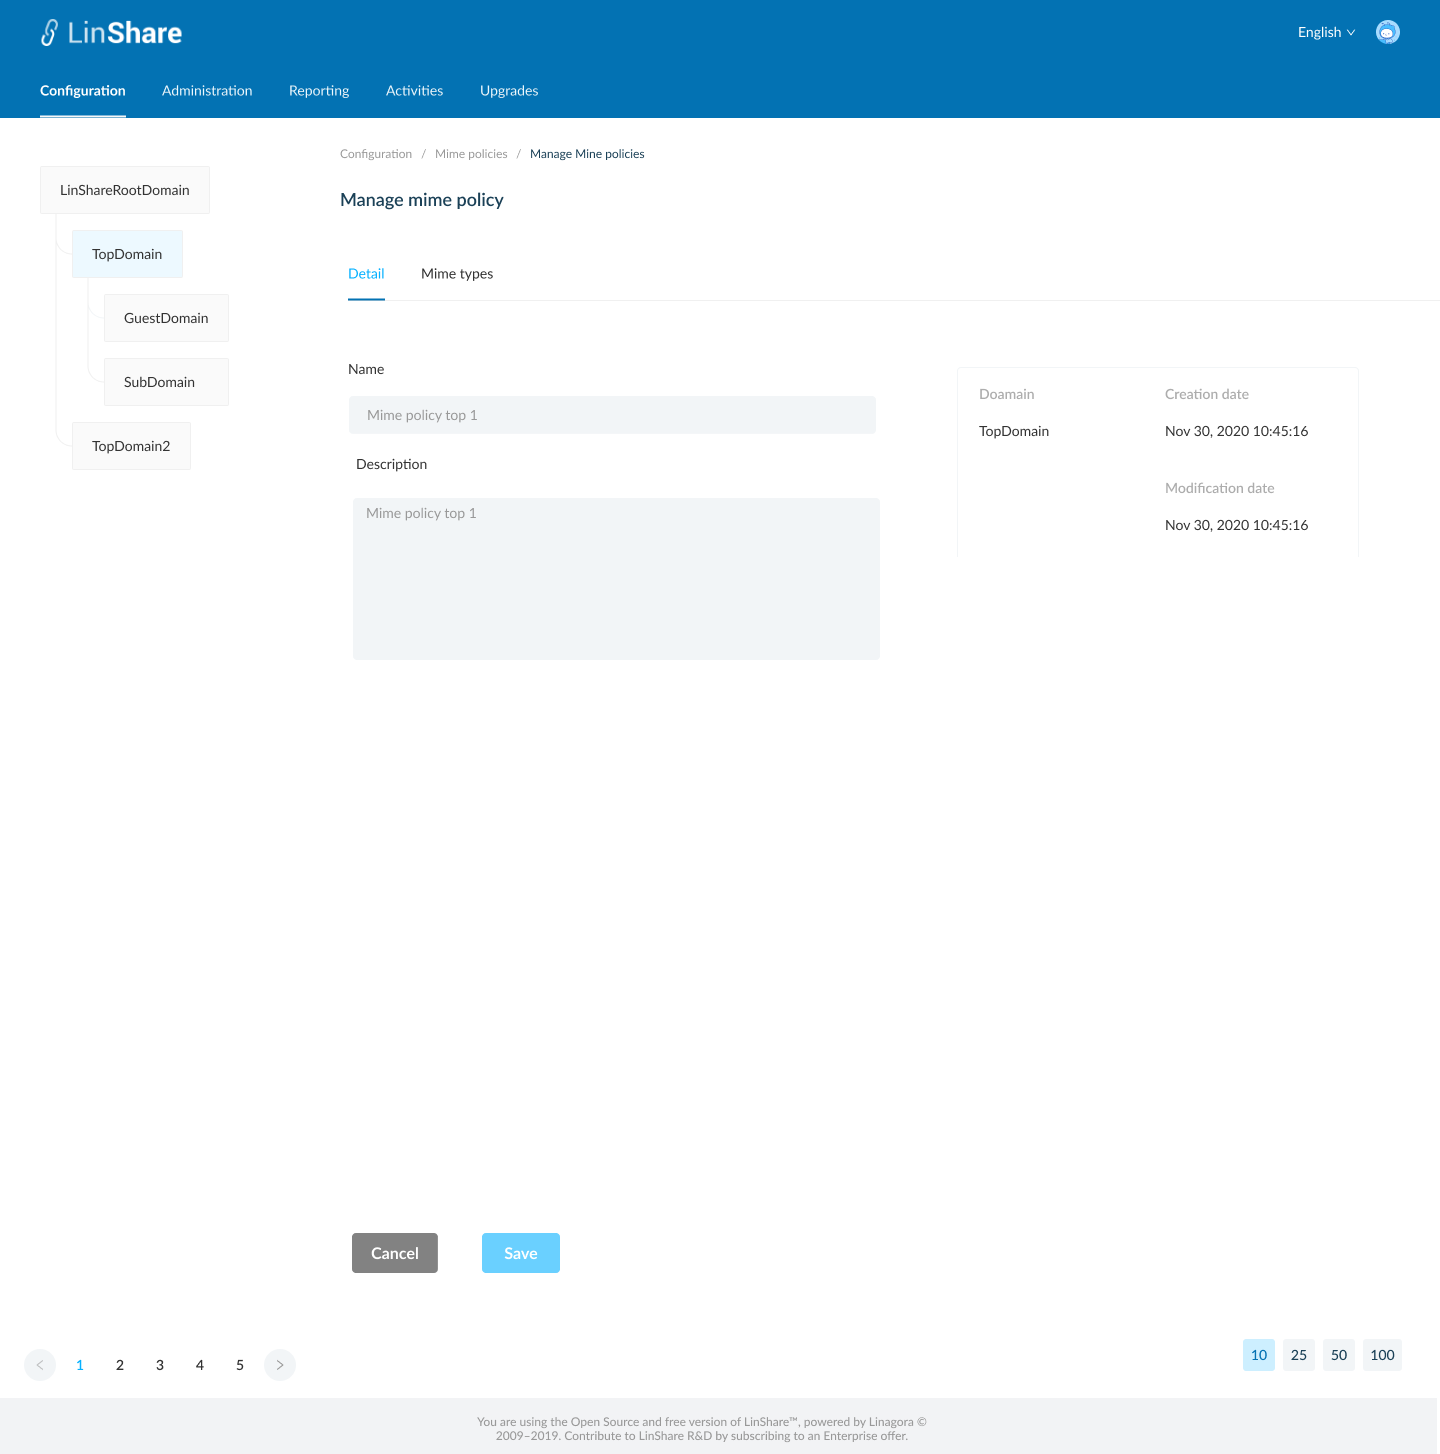 LinShare
English
Configuration Administration Reporting Activities Upgrades
Configuration / Mime policies / Manage Mine policies
LinShareRootDomain
TopDomain
GuestDomain
SubDomain
TopDomain2
Manage mime policy
Detail Mime types
Name
Mime policy top 1
Description
Mime policy top 1
Doamain Creation date
TopDomain Nov 30, 2020 10:45:16
Modification date
Nov 30, 2020 10:45:16
Cancel Save
< 1 2 3 4 5 >
10 25 50 100
You are using the Open Source and free version of LinShare™, powered by Linagora ©
2009–2019. Contribute to LinShare R&D by subscribing to an Enterprise offer.